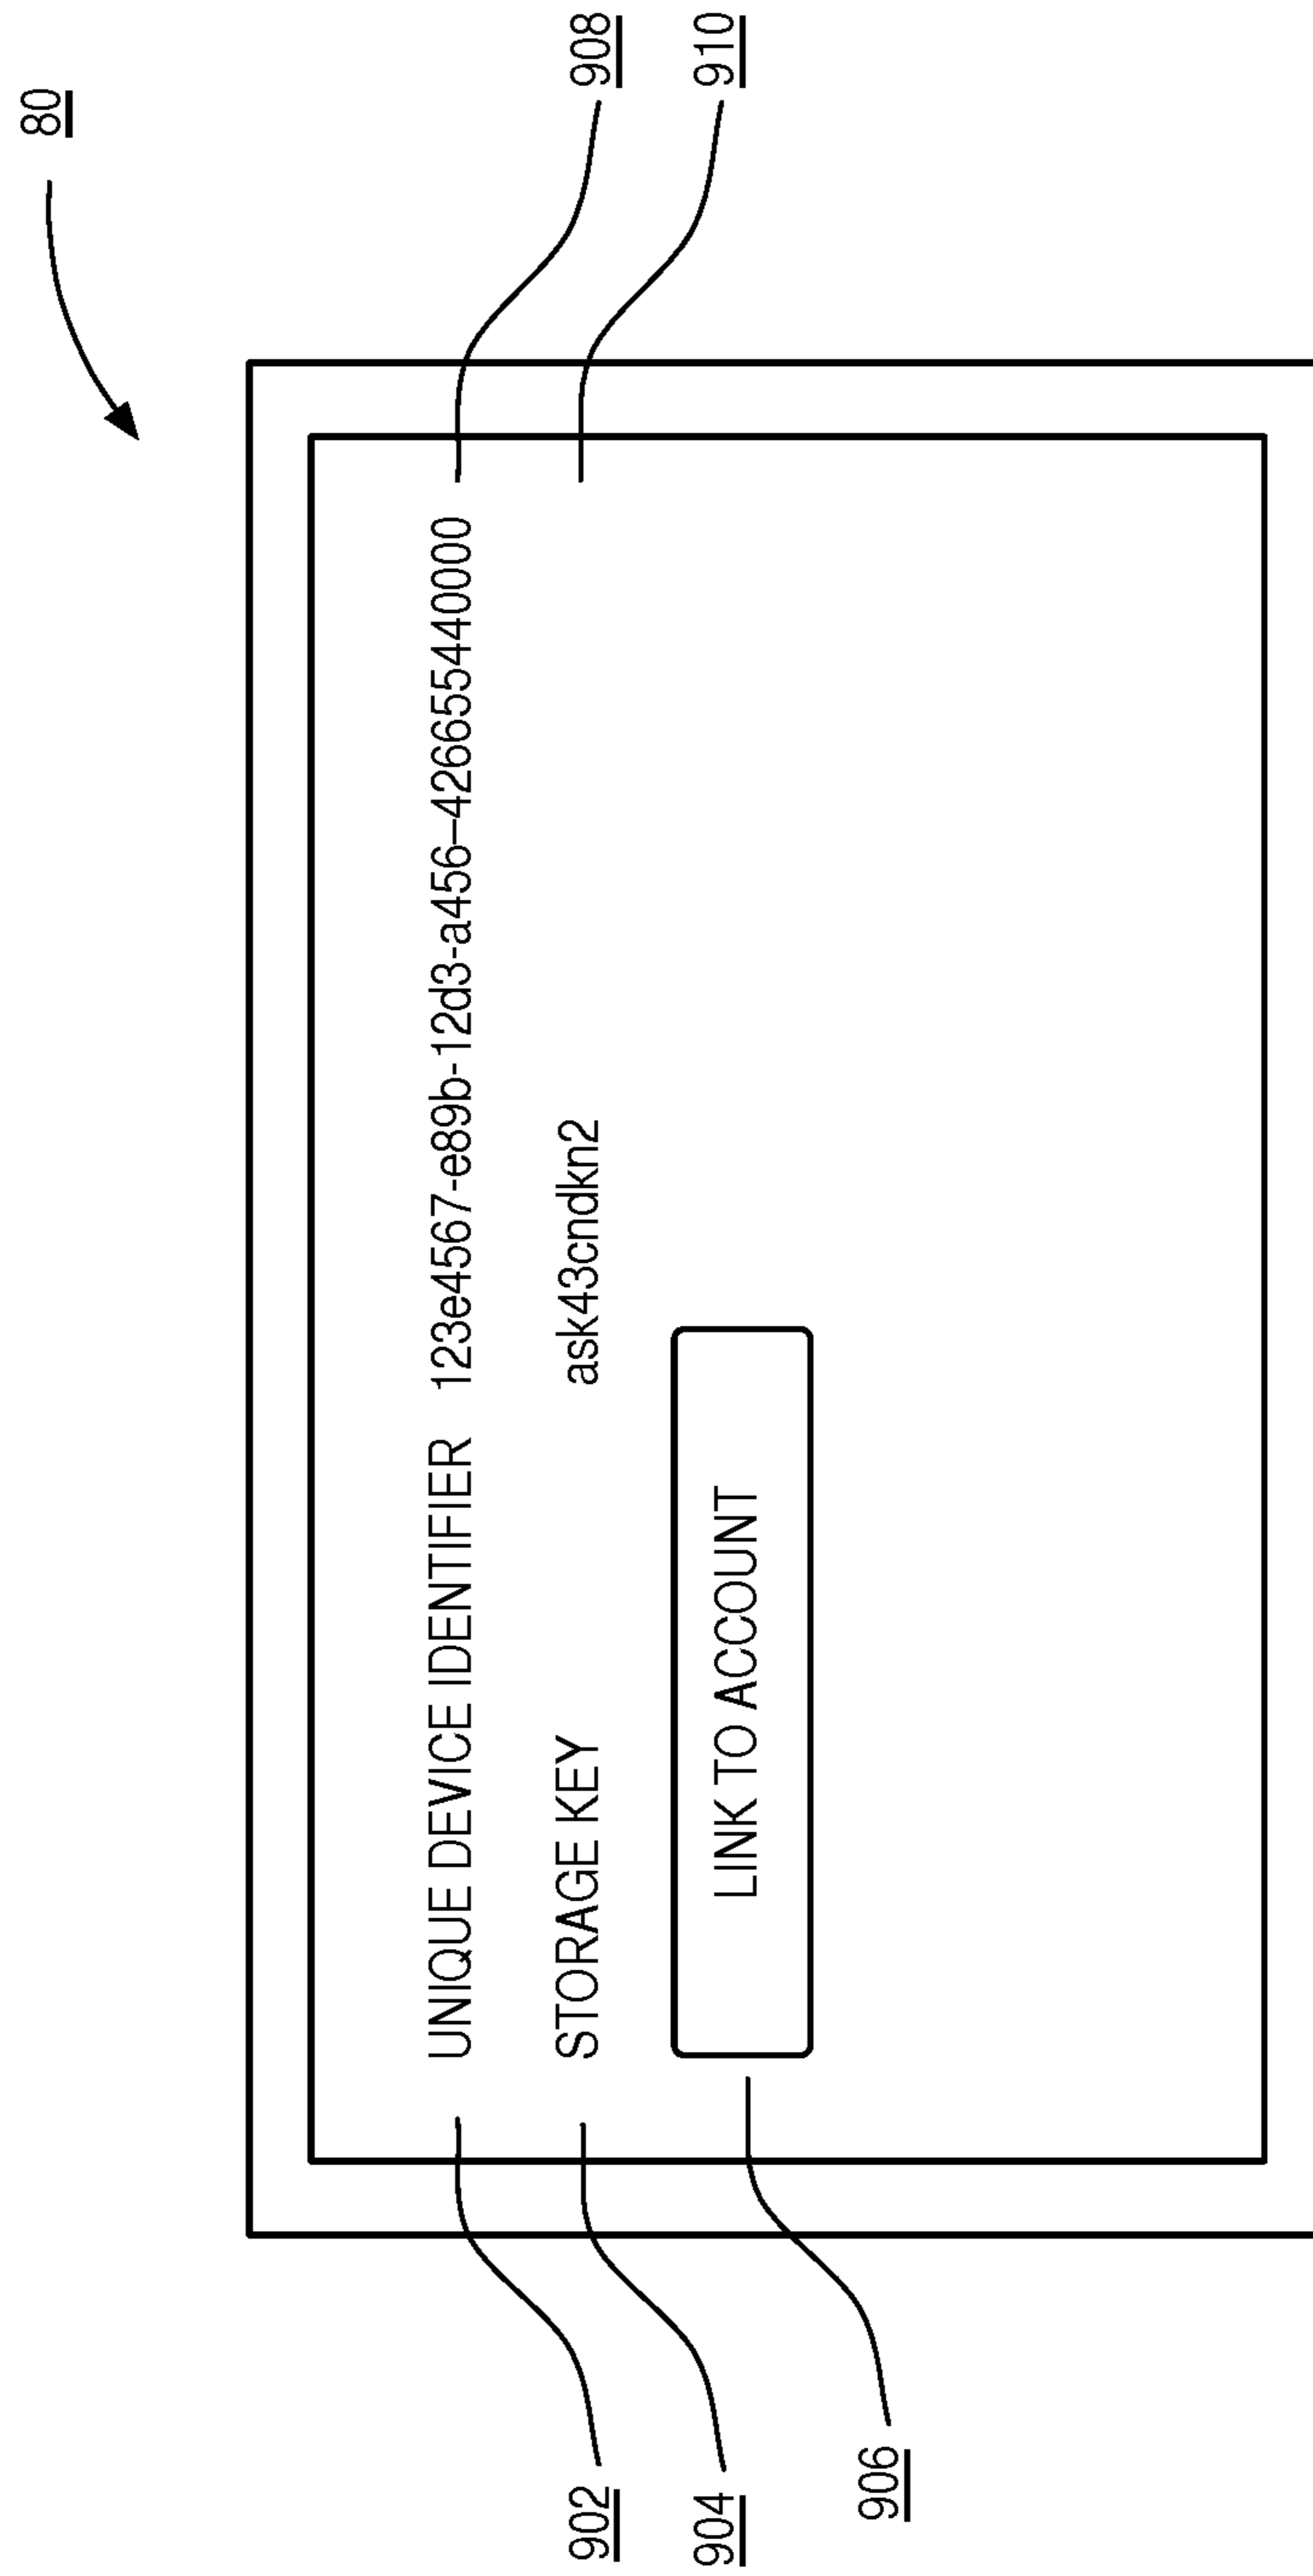 80
902 UNIQUE DEVICE IDENTIFIER 123e4567-e89b-12d3-a456–426655440000 908
904 STORAGE KEY ask43cndkn2 910
906 LINK TO ACCOUNT